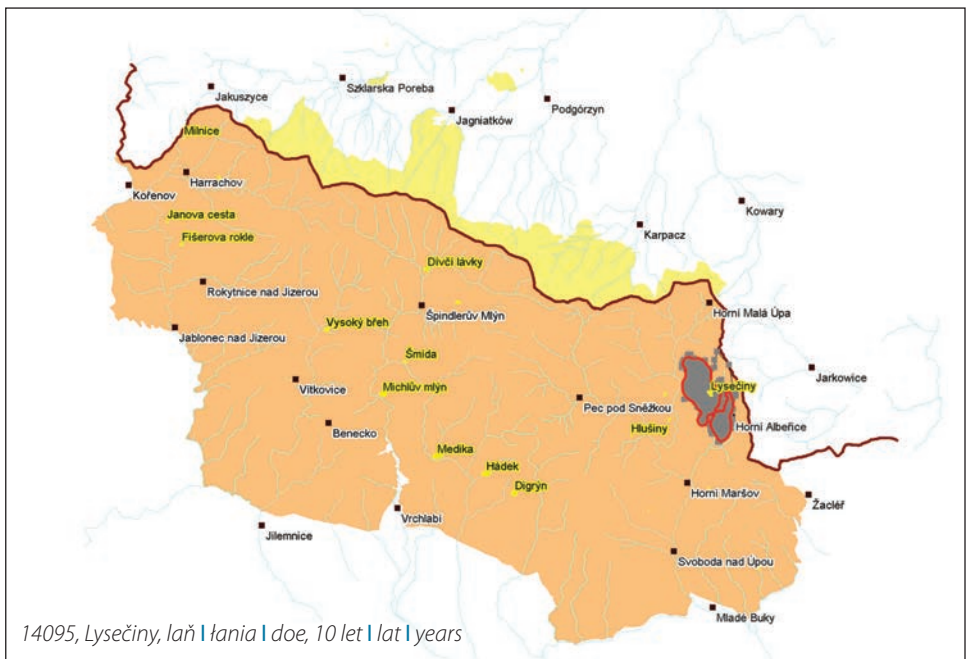 Szklarska Poreba
Jakuszyce
Podgórzyn
Jagniatków
Milnice
Harrachov
Kořenov
Kowary
Janova cesta
Karpacz
Fišerova rokle
Dívčí lávky
Rokytnice nad Jizerou
Horní Malá Úpa
Špindlerův Mlýn
Vysoký břeh
Jablonec nad Jizerou
Šmída
Jarkowice
Vítkovice
Michlův mlýn
Lysečiny
Pec pod Sněžkou
Benecko
Hlušiny
Horní Albeřice
Medika
Hádek
Digrýn
Horní Maršov
Žacléř
Vrchlabí
Jilemnice
Svoboda nad Úpou
Mladé Buky
14095, Lysečiny, laň I łania I doe, 10 let I lat I years